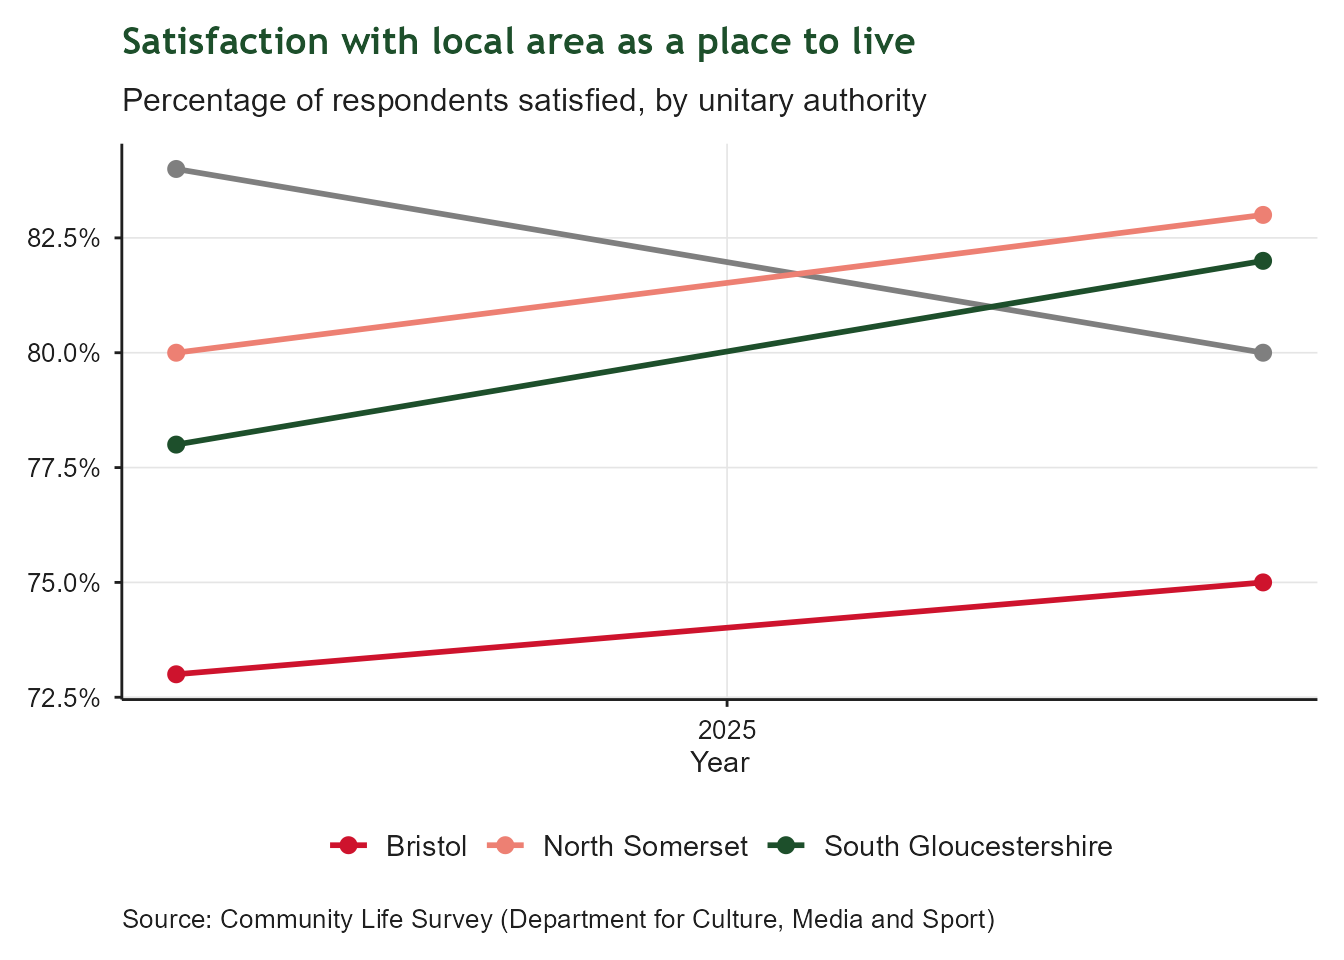 Satisfaction with local area as a place to live
Percentage of respondents satisfied, by unitary authority
82.5%
80.0%
77.5%
75.0%
72.5%
2025
Year
Bristol North Somerset South Gloucestershire
Source: Community Life Survey (Department for Culture, Media and Sport)